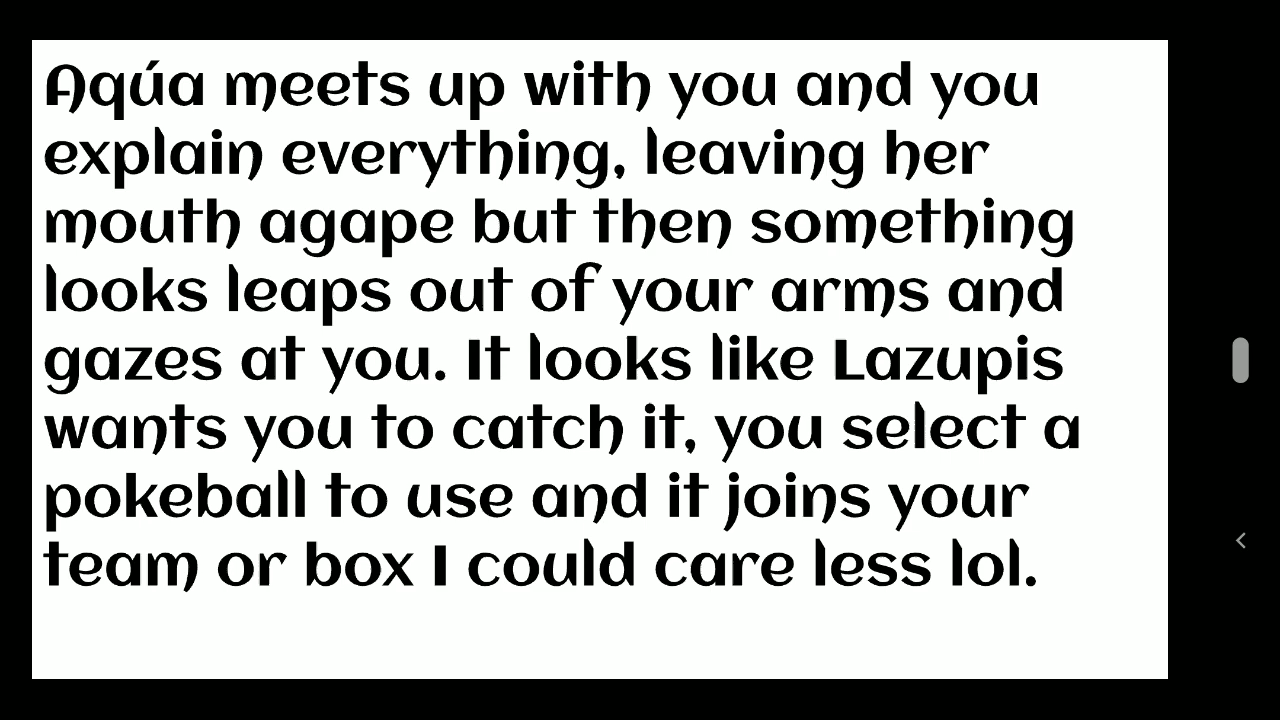 Aqúa meets up with you and you
explain everything, leaving her
mouth agape but then something
looks leaps out of your arms and
gazes at you. It looks like Lazupis
wants you to catch it, you select a
pokeball to use and it joins your
team or box I could care less lol.